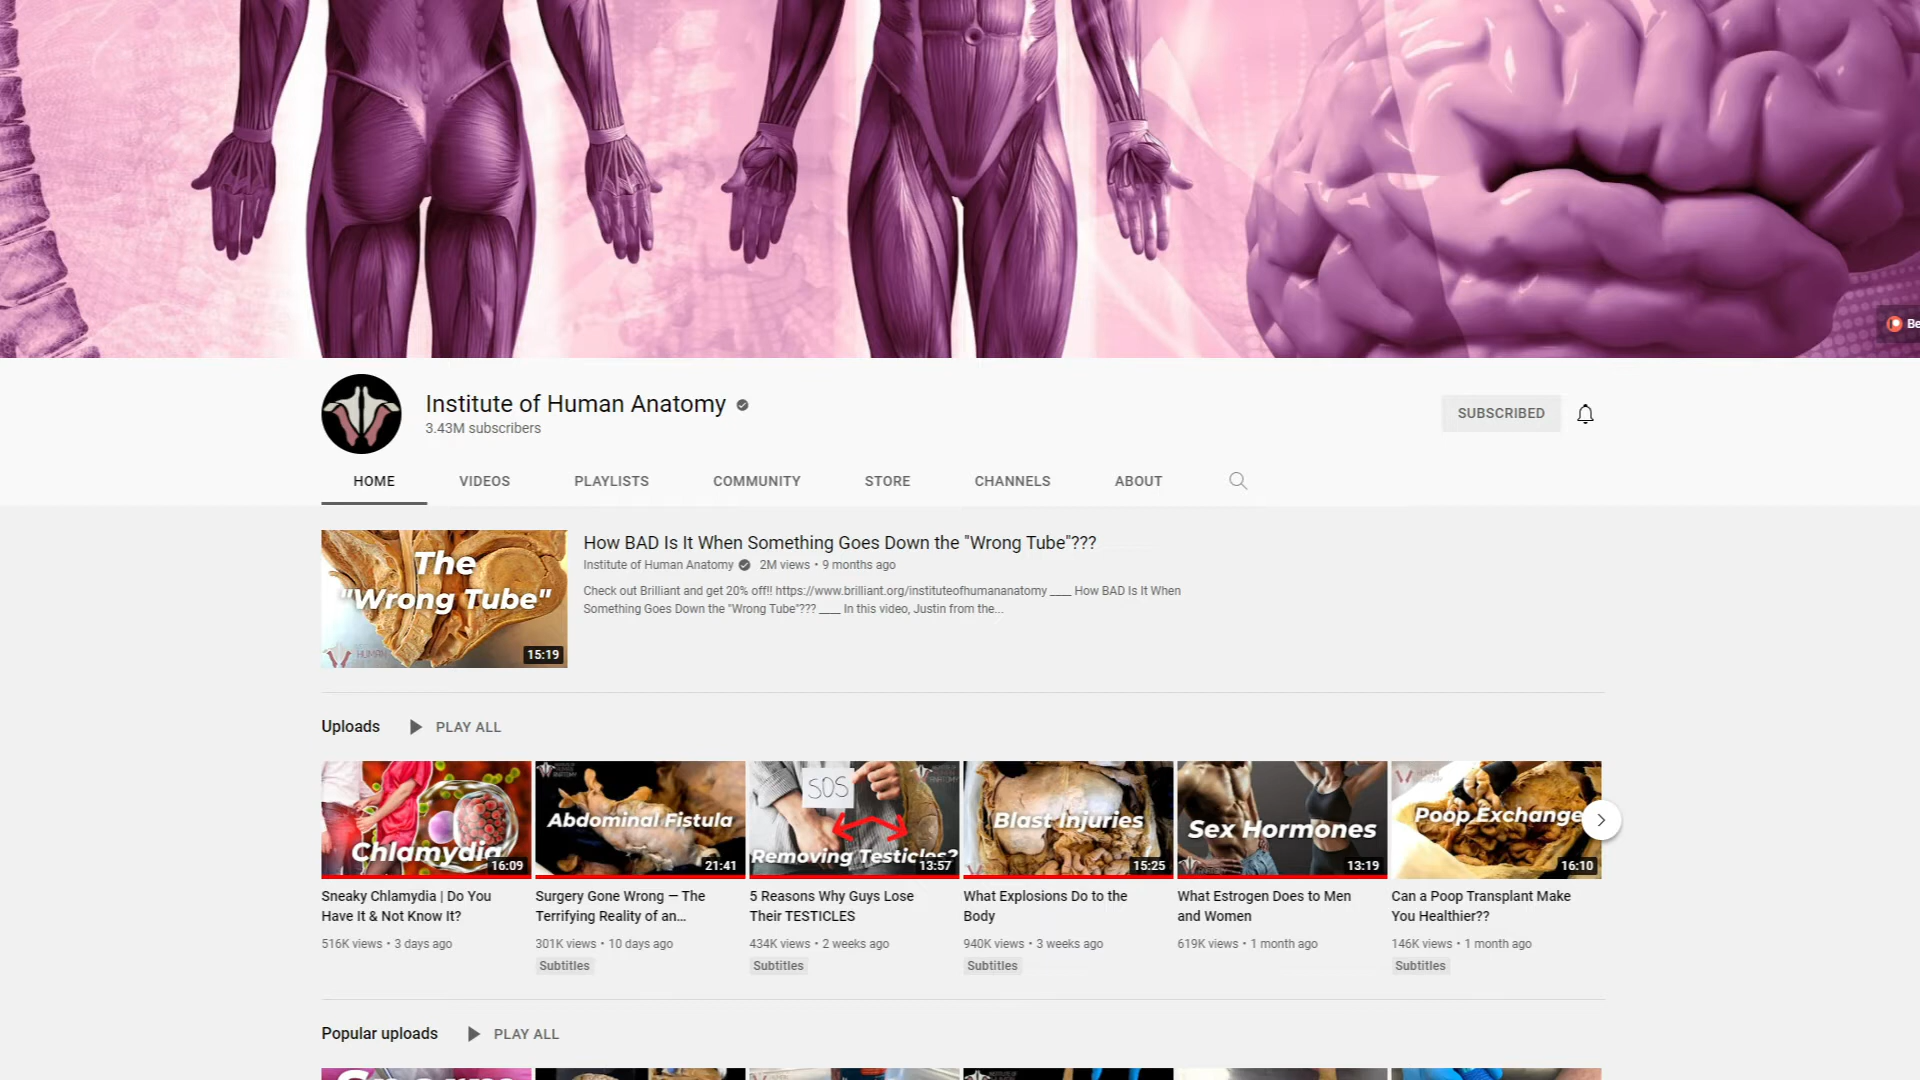 Be
Institute of Human Anatomy
3.43M subscribers
SUBSCRIBED
HOME
VIDEOS
PLAYLISTS
COMMUNITY
STORE
CHANNELS
ABOUT
The
"Wrong Tube"
HUMAN
15:19
How BAD Is It When Something Goes Down the "Wrong Tube"???
Institute of Human Anatomy 2M views • 9 months ago
Check out Brilliant and get 20% off!! https://www.brilliant.org/instituteofhumananatomy ____ How BAD Is It When
Something Goes Down the "Wrong Tube"??? ____ In this video, Justin from the...
Uploads
PLAY ALL
Chlamydia
16:09
Sneaky Chlamydia | Do You
Have It & Not Know It?
516K views • 3 days ago
Abdominal Fistula
21:41
Surgery Gone Wrong — The
Terrifying Reality of an...
301K views • 10 days ago
Subtitles
SOS
Removing Testicles?
13:57
5 Reasons Why Guys Lose
Their TESTICLES
434K views • 2 weeks ago
Subtitles
Blast Injuries
15:25
What Explosions Do to the
Body
940K views • 3 weeks ago
Subtitles
Sex Hormones
13:19
What Estrogen Does to Men
and Women
619K views • 1 month ago
Poop Exchange
16:10
Can a Poop Transplant Make
You Healthier??
146K views • 1 month ago
Subtitles
Popular uploads
PLAY ALL